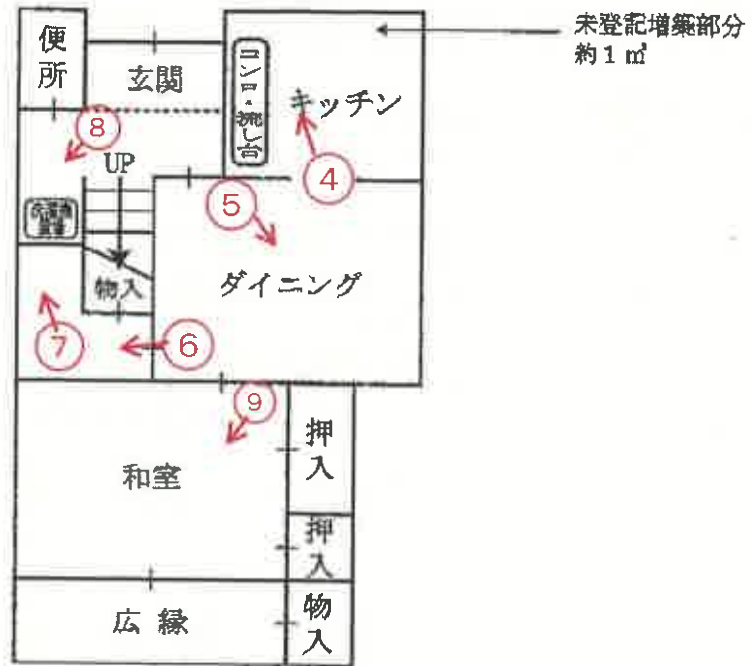 未登記増築部分
約1㎡
便所
玄関
コンロ・流し台
キッチン
⑧
UP
④
⑤
物入
ダイニング
⑦
⑥
⑨
押入
和室
押入
広縁
物入